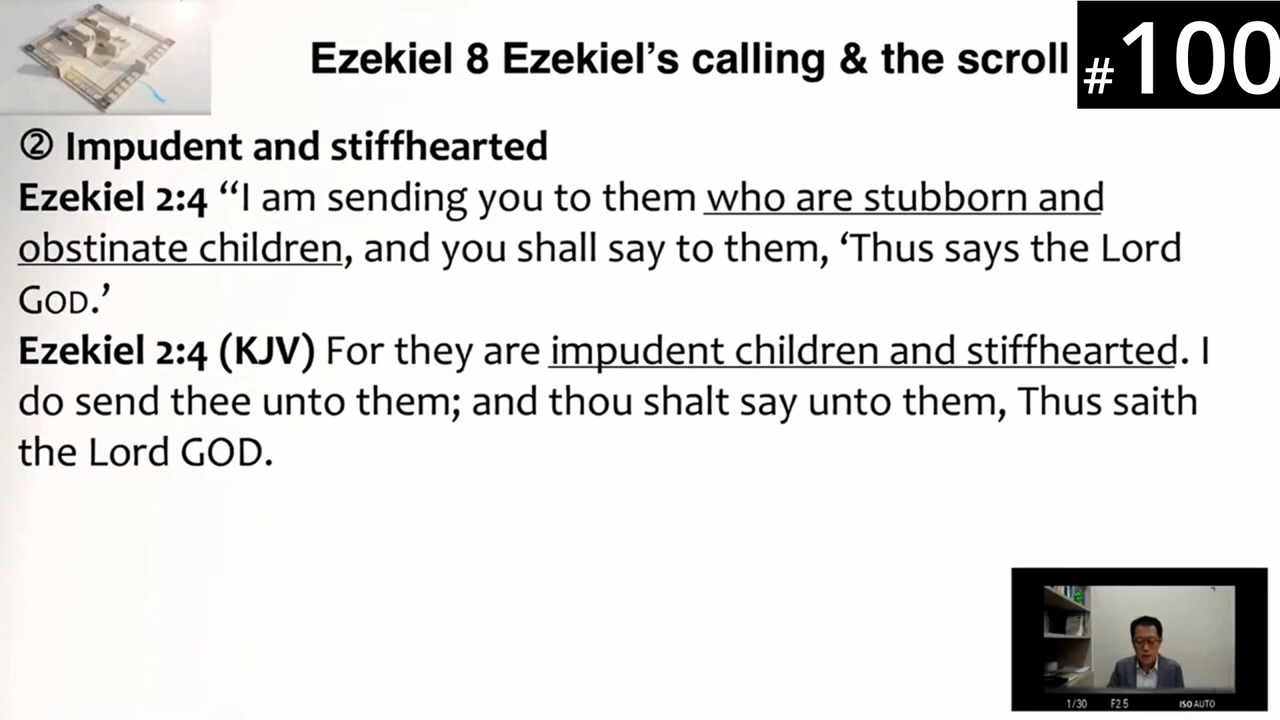 Ezekiel 8 Ezekiel's calling & the scroll
#100
② Impudent and stiffhearted
Ezekiel 2:4 “I am sending you to them who are stubborn and
obstinate children, and you shall say to them, ‘Thus says the Lord
GOD.’
Ezekiel 2:4 (KJV) For they are impudent children and stiffhearted. I
do send thee unto them; and thou shalt say unto them, Thus saith
the Lord GOD.
1/30 F2.5 ISO AUTO